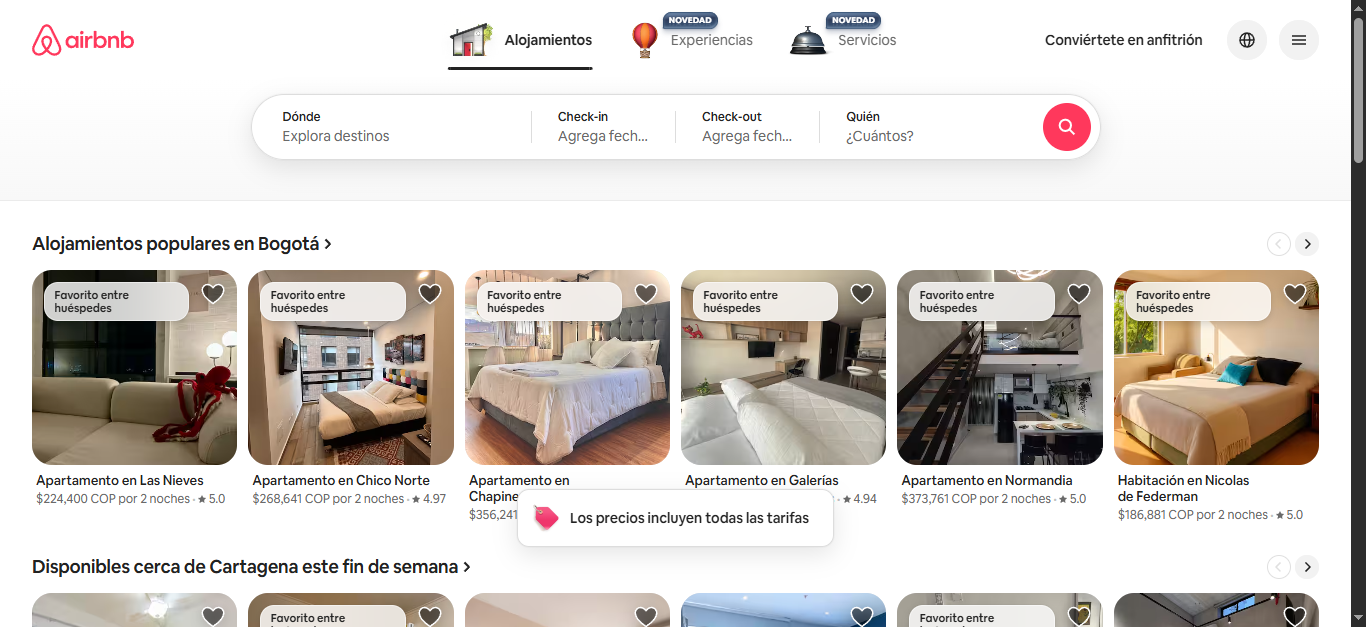 airbnb
Alojamientos
NOVEDAD
Experiencias
NOVEDAD
Servicios
Conviértete en anfitrión
Dónde
Explora destinos
Check-in
Agrega fech...
Check-out
Agrega fech...
Quién
¿Cuántos?
Alojamientos populares en Bogotá
Favorito entre
huéspedes
Favorito entre
huéspedes
Favorito entre
huéspedes
Favorito entre
huéspedes
Favorito entre
huéspedes
Favorito entre
huéspedes
Apartamento en Las Nieves
$224,400 COP por 2 noches · ★ 5.0
Apartamento en Chico Norte
$268,641 COP por 2 noches · ★ 4.97
Apartamento en
Chapine
$356,241
Apartamento en Galerías
· ★ 4.94
Apartamento en Normandia
$373,761 COP por 2 noches · ★ 5.0
Habitación en Nicolas
de Federman
$186,881 COP por 2 noches · ★ 5.0
Los precios incluyen todas las tarifas
Disponibles cerca de Cartagena este fin de semana
Favorito entre
Favorito entre